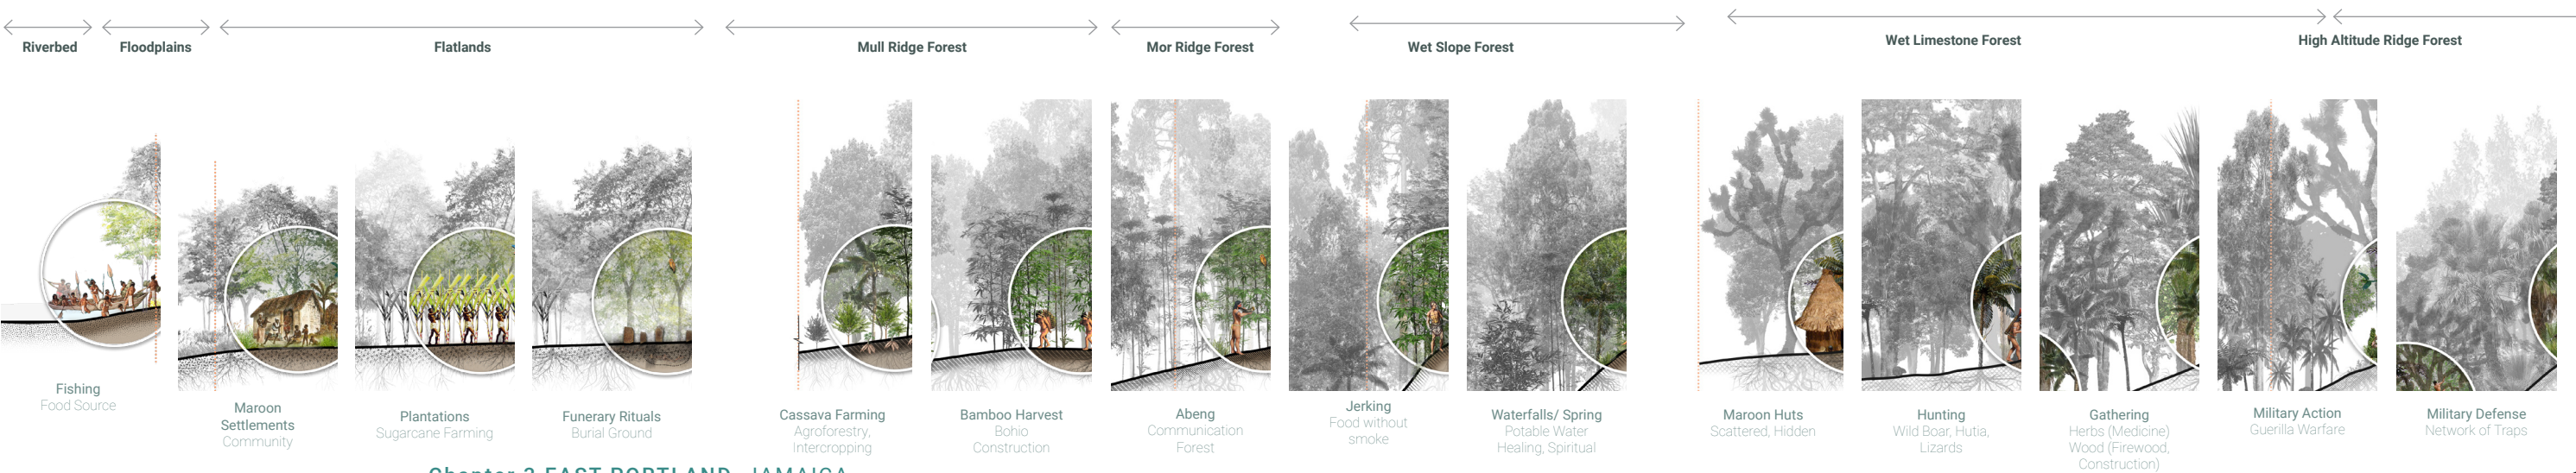 Riverbed
Floodplains
Flatlands
Mull Ridge Forest
Mor Ridge Forest
Wet Slope Forest
Wet Limestone Forest
High Altitude Ridge Forest
Fishing
Food Source
Maroon
Settlements
Community
Plantations
Sugarcane Farming
Funerary Rituals
Burial Ground
Cassava Farming
Agroforestry,
Intercropping
Bamboo Harvest
Bohio
Construction
Abeng
Communication
Forest
Jerking
Food without
smoke
Waterfalls/ Spring
Potable Water
Healing, Spiritual
Maroon Huts
Scattered, Hidden
Hunting
Wild Boar, Hutia,
Lizards
Gathering
Herbs (Medicine)
Wood (Firewood,
Construction)
Military Action
Guerilla Warfare
Military Defense
Network of Traps
EAST PORTLAND, JAMAICA